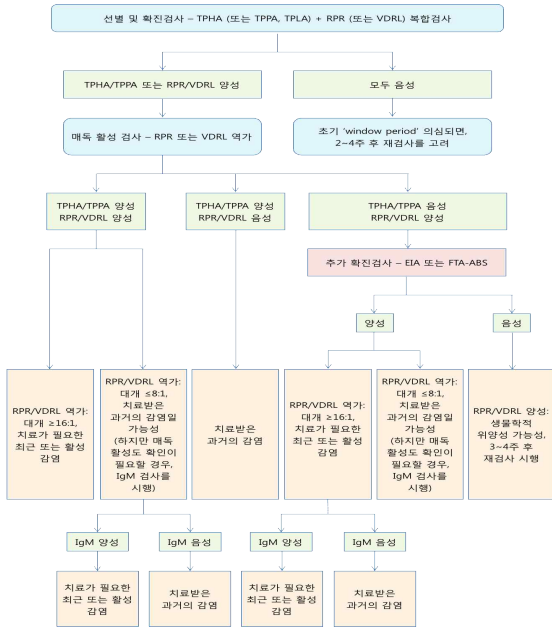 선별 및 확진검사 – TPHA (또는 TPPA, TPLA) + RPR (또는 VDRL) 복합검사
TPHA/TPPA 또는 RPR/VDRL 양성
모두 음성
매독 활성 검사 – RPR 또는 VDRL 역가
초기 ‘window period’ 의심되면,
2~4주 후 재검사를 고려
TPHA/TPPA 양성
RPR/VDRL 양성
TPHA/TPPA 양성
RPR/VDRL 음성
TPHA/TPPA 음성
RPR/VDRL 양성
추가 확진검사 – EIA 또는 FTA-ABS
양성
음성
RPR/VDRL 역가:
대개 ≥16:1,
치료가 필요한
최근 또는 활성
감염
RPR/VDRL 역가:
대개 ≤8:1,
치료받은
과거의 감염일
가능성
(하지만 매독
활성도 확인이
필요할 경우,
IgM 검사를
시행)
치료받은
과거의 감염
RPR/VDRL 역가:
대개 ≥16:1,
치료가 필요한
최근 또는 활성
감염
RPR/VDRL 역가:
대개 ≤8:1,
치료받은
과거의 감염일
가능성
(하지만 매독
활성도 확인이
필요할 경우,
IgM 검사를
시행)
RPR/VDRL 양성:
생물학적
위양성 가능성,
3~4주 후
재검사 시행
IgM 양성
IgM 음성
IgM 양성
IgM 음성
치료가 필요한
최근 또는 활성
감염
치료받은
과거의 감염
치료가 필요한
최근 또는 활성
감염
치료받은
과거의 감염